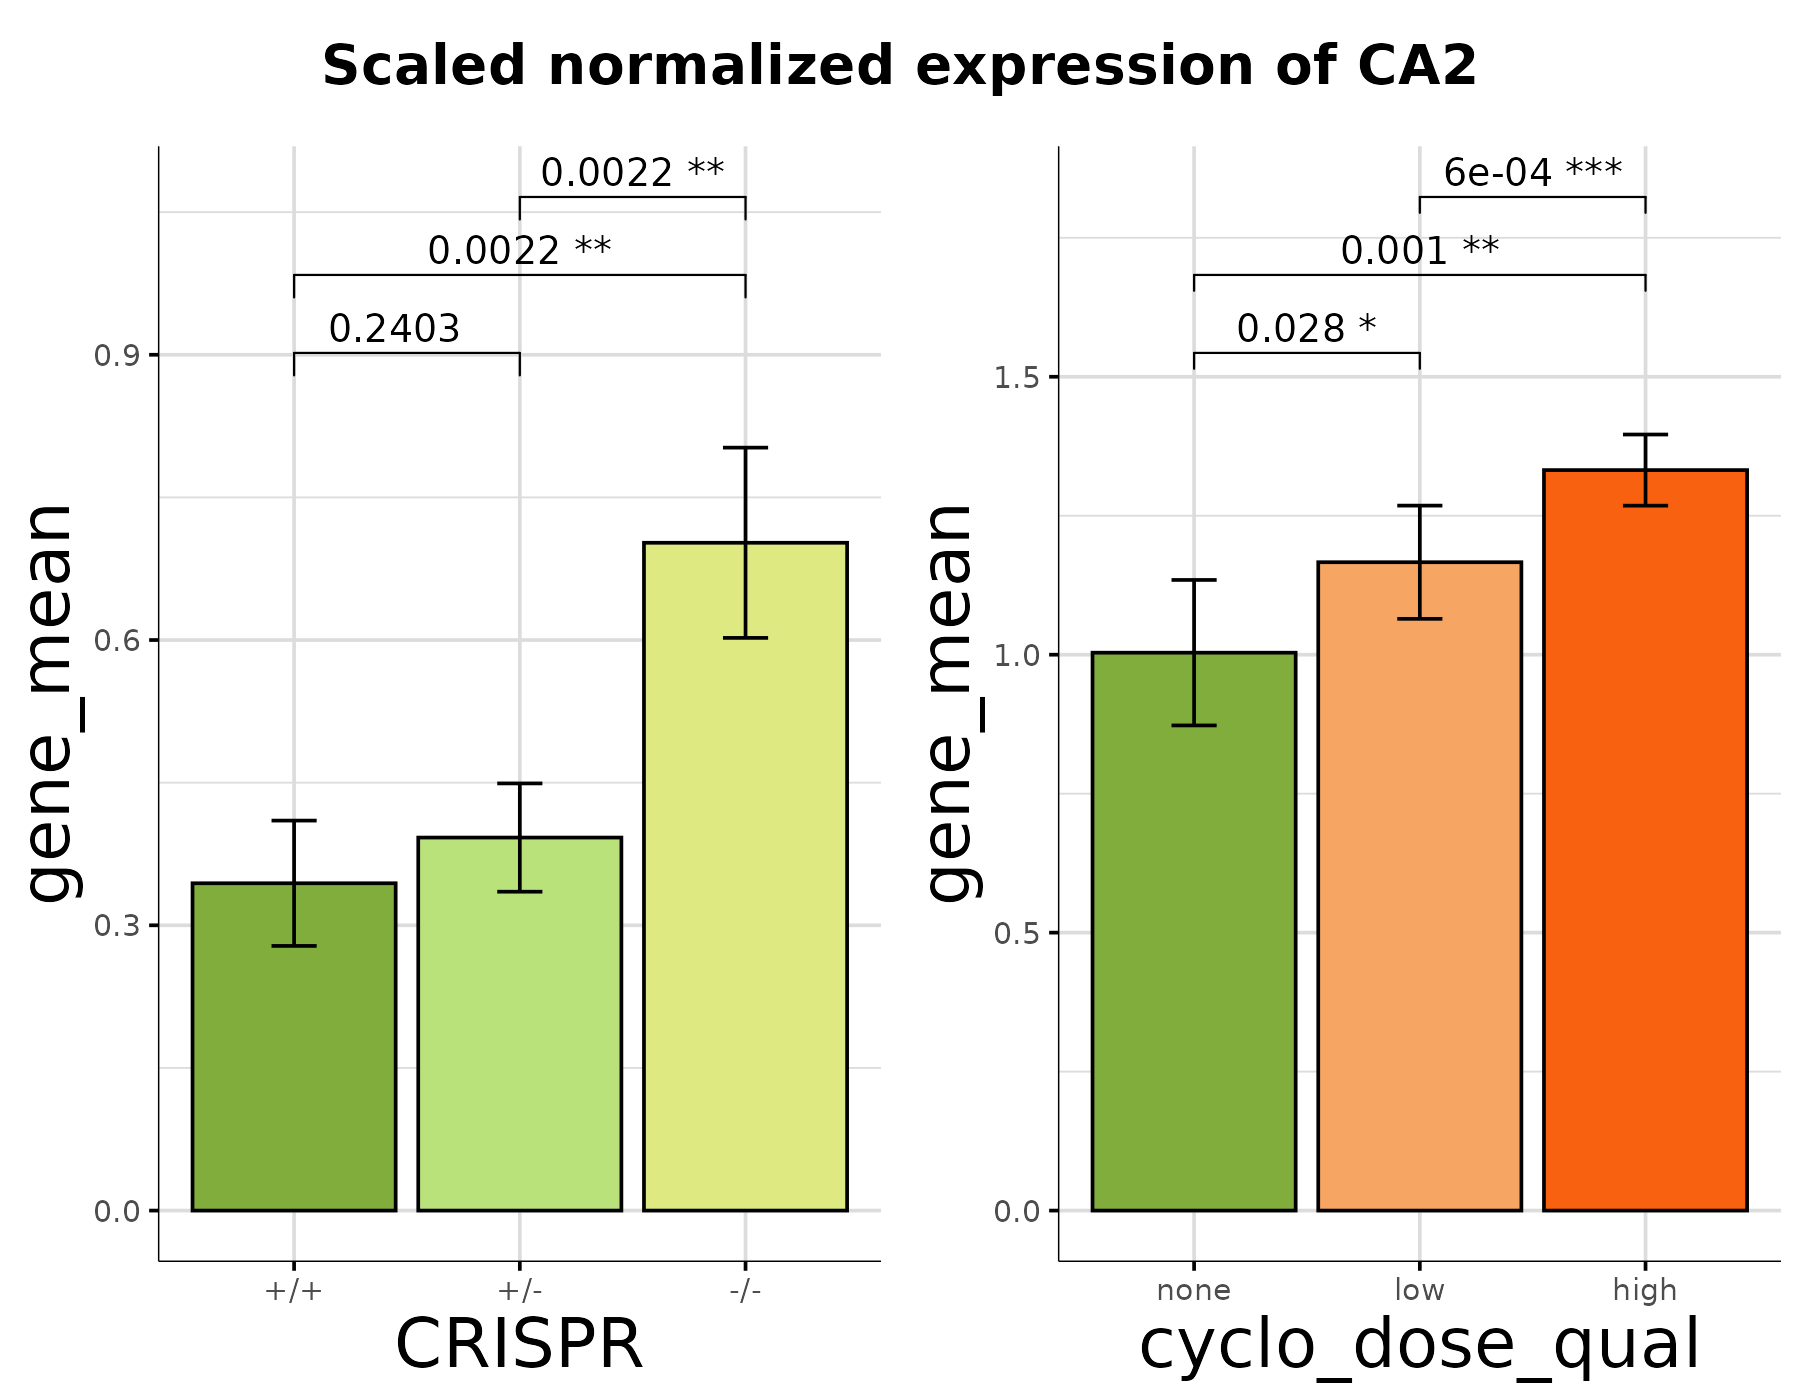 Scaled normalized expression of CA2
0.0022 **
0.0022 **
0.2403
0.9
0.6
0.3
0.0
gene_mean
+/+ +/- -/-
CRISPR
6e-04 ***
0.001 **
0.028 *
1.5
1.0
0.5
0.0
gene_mean
none low high
cyclo_dose_qual